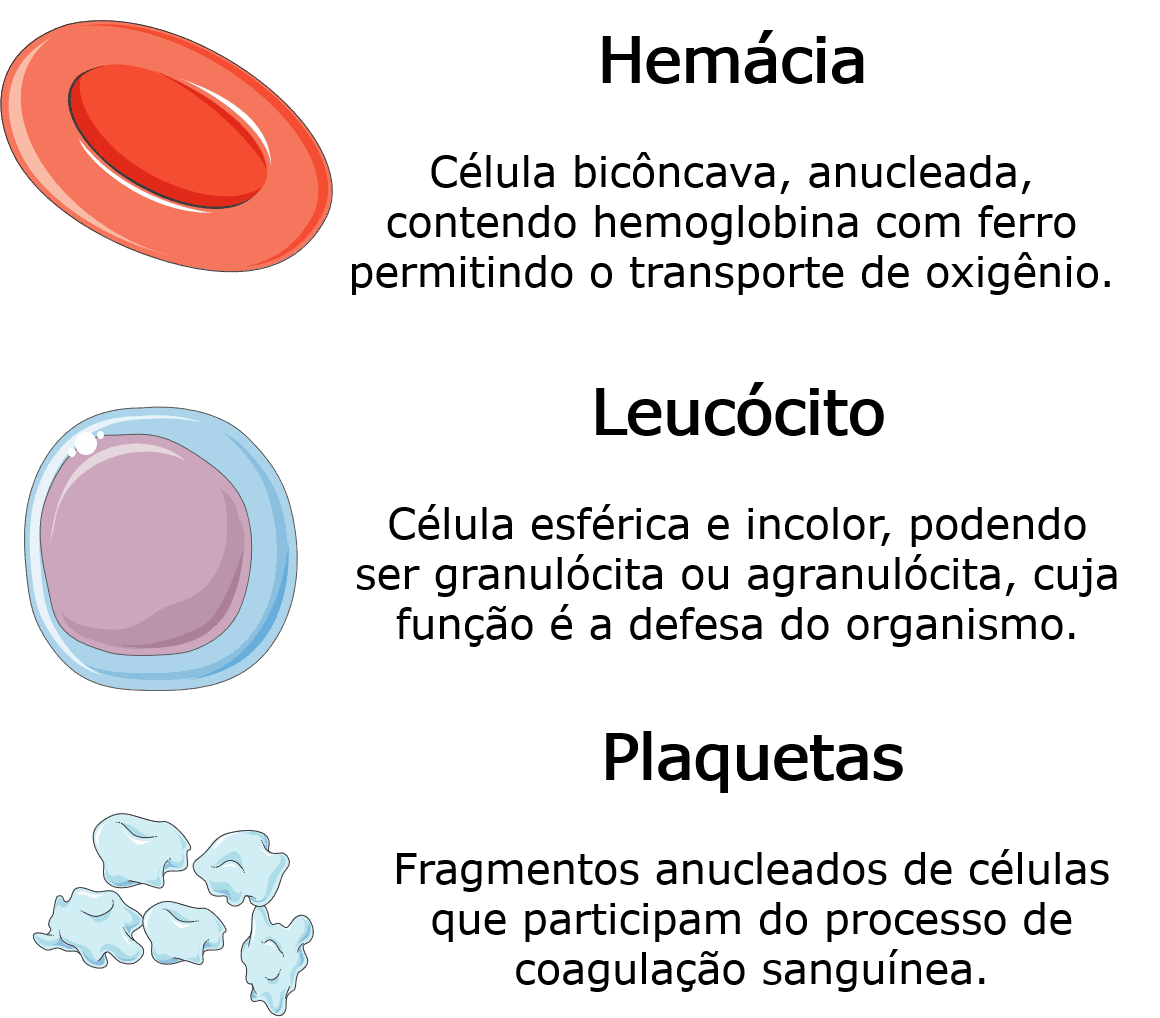 Hemácia
Célula bicôncava, anucleada,
contendo hemoglobina com ferro
permitindo o transporte de oxigênio.
Leucócito
Célula esférica e incolor, podendo
ser granulócita ou agranulócita, cuja
função é a defesa do organismo.
Plaquetas
Fragmentos anucleados de células
que participam do processo de
coagulação sanguínea.